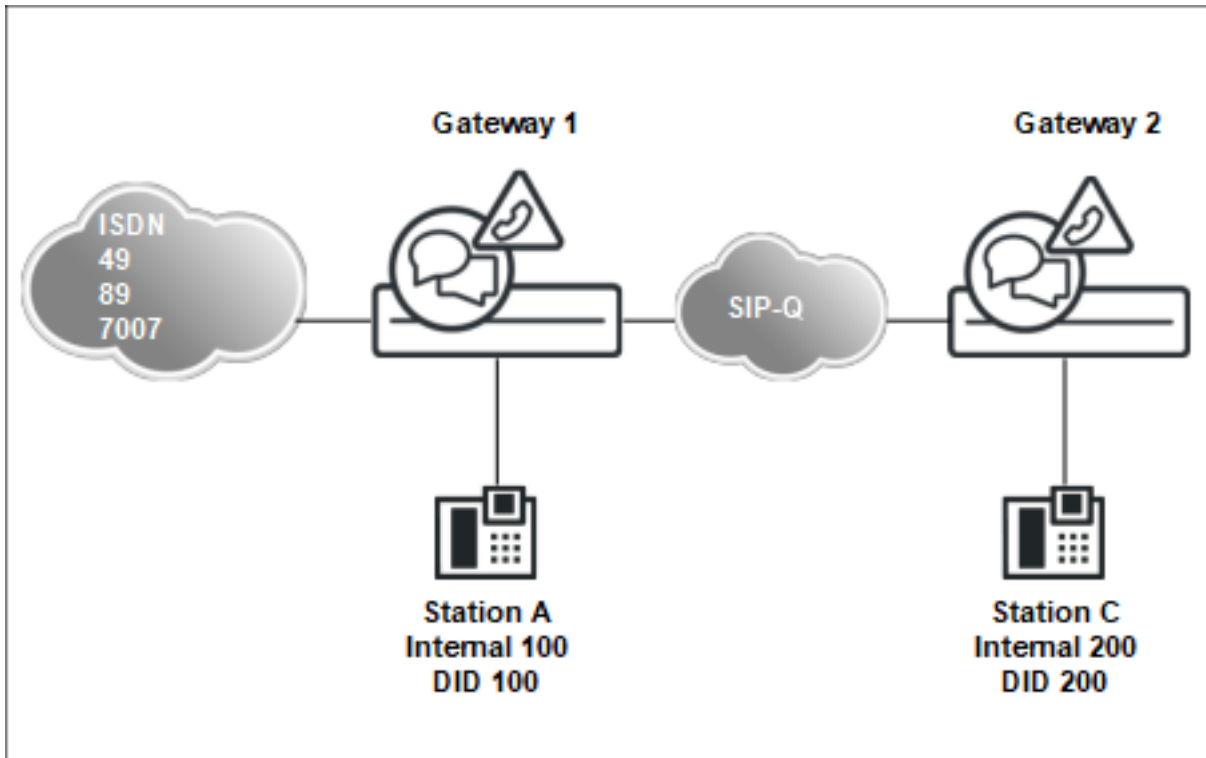 Gateway 1
Gateway 2
ISDN
49
89
7007
SIP-Q
Station A
Internal 100
DID 100
Station C
Internal 200
DID 200